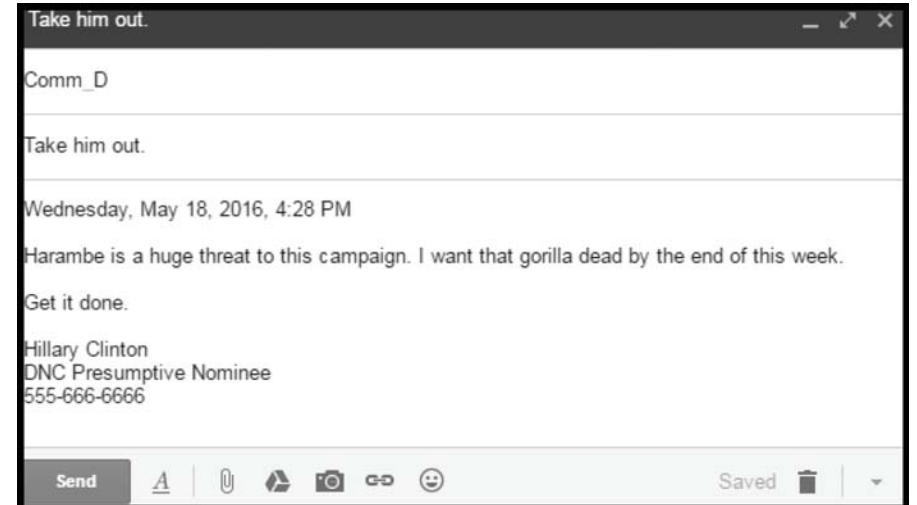 Take him out.
Comm_D
Take him out.
Wednesday, May 18, 2016, 4:28 PM
Harambe is a huge threat to this campaign. I want that gorilla dead by the end of this week.
Get it done.
Hillary Clinton
DNC Presumptive Nominee
555-666-6666
Send A Saved